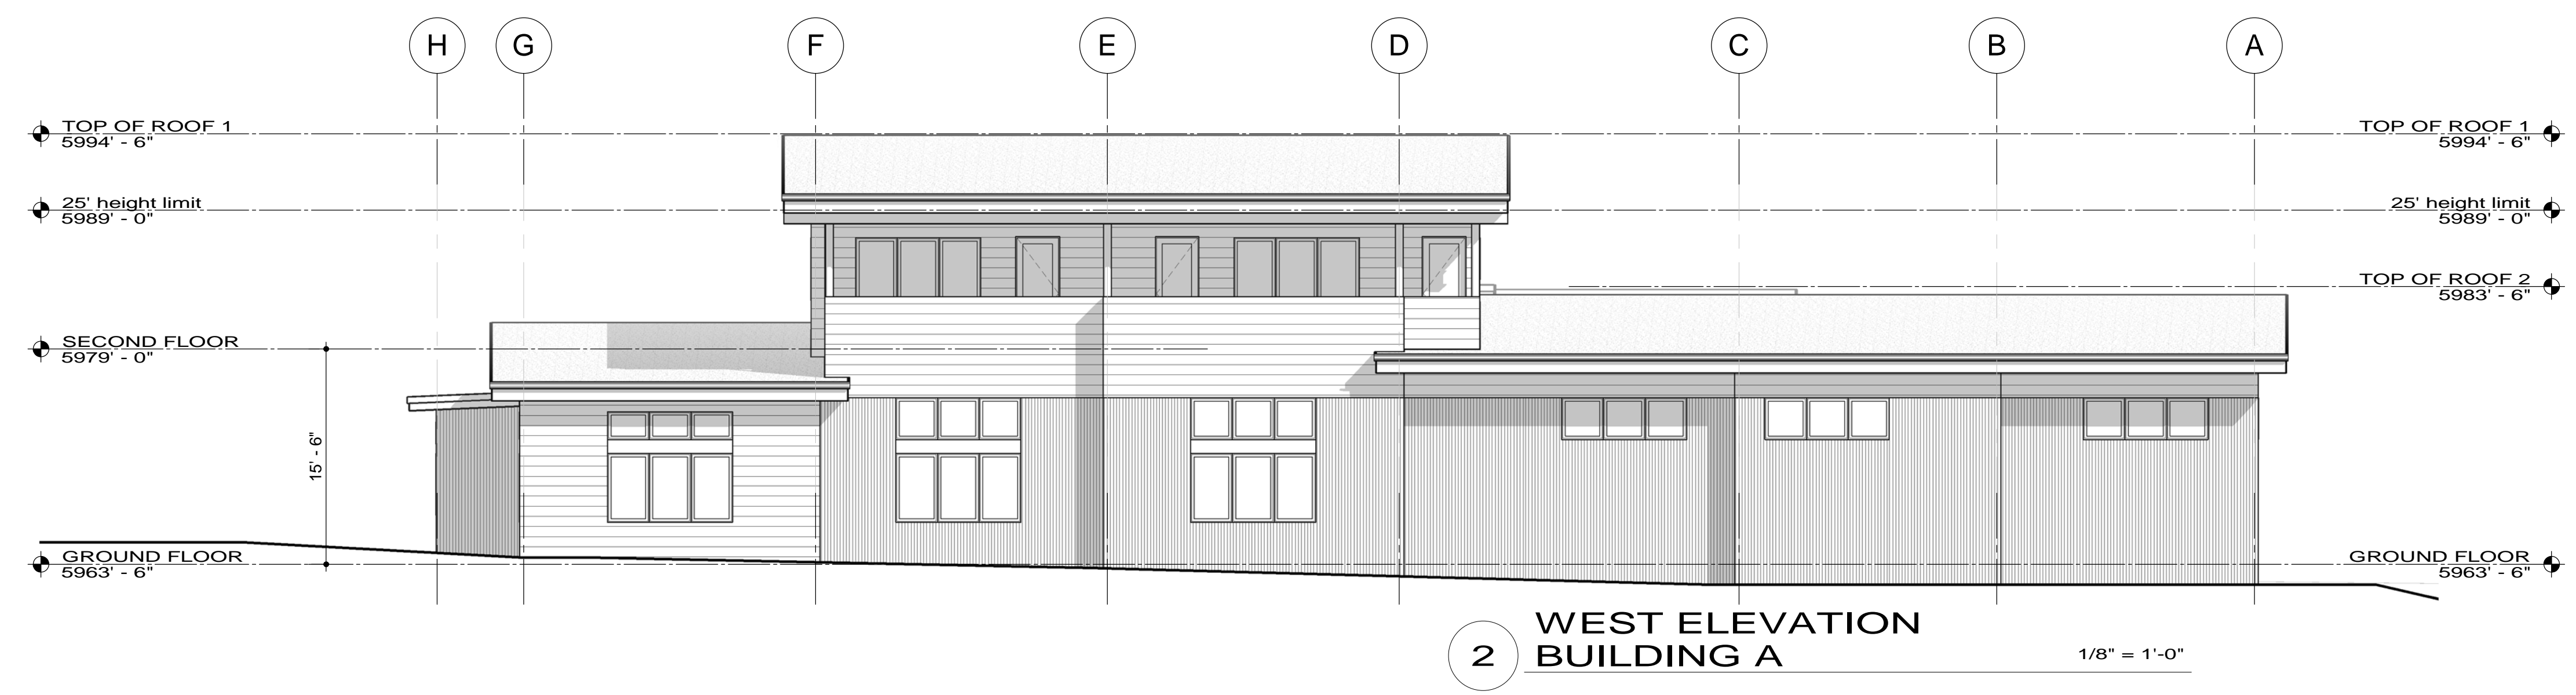 H G F E D C B A
TOP OF ROOF 1
5994' - 6"
TOP OF ROOF 1
5994' - 6"
25' height limit
5989' - 0"
25' height limit
5989' - 0"
TOP OF ROOF 2
5983' - 6"
SECOND FLOOR
5979' - 0"
15' - 6"
GROUND FLOOR
5963' - 6"
GROUND FLOOR
5963' - 6"
2
WEST ELEVATION
BUILDING A
1/8" = 1'-0"